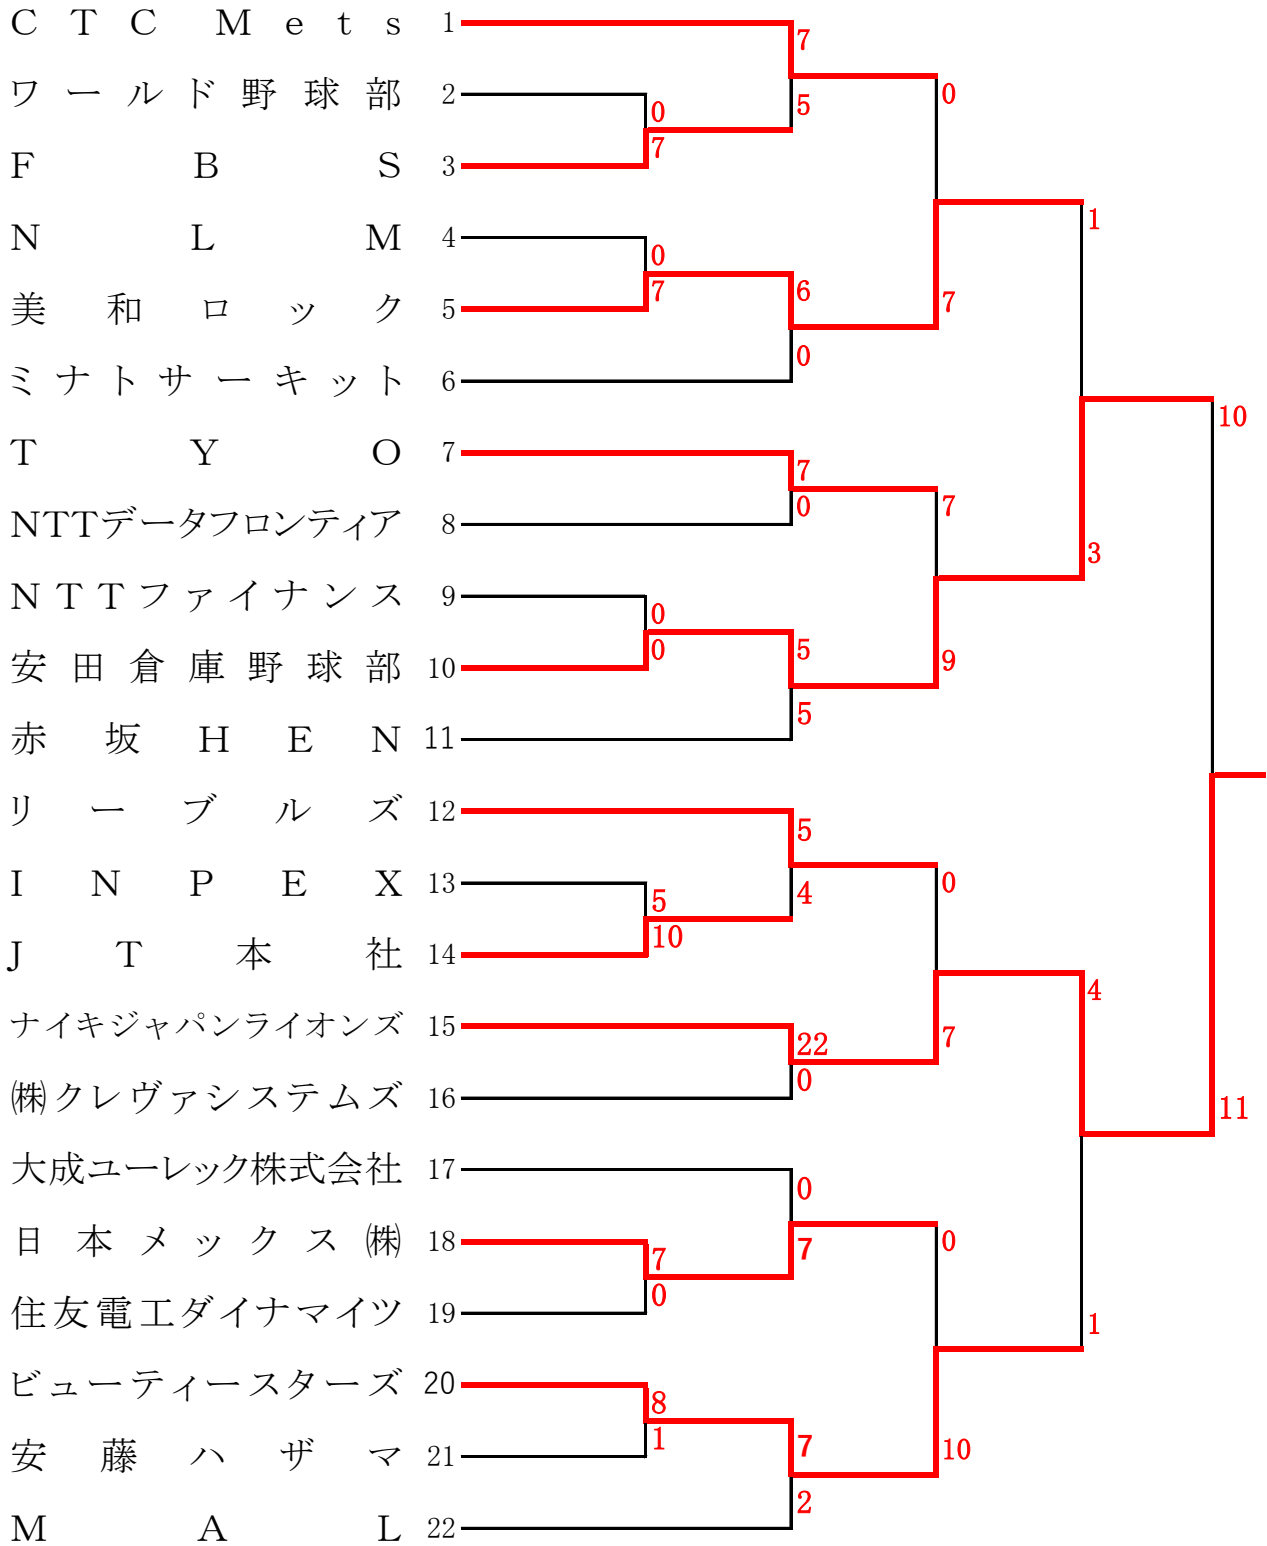 CTC Mets 1
7
ワールド野球部 2
0
5
0
7
FBS 3
NLM 4
1
0
美和ロック 5
7
6
7
0
ミナトサーキット 6
10
TYO 7
7
NTTデータフロンティア 8
0
7
3
NTTファイナンス 9
0
安田倉庫野球部 10
0
5
9
5
赤坂HEN 11
リーブルズ 12
5
INPEX 13
5
4
0
10
JT本社 14
4
ナイキジャパンライオンズ 15
22
7
0
㈱クレヴァシステムズ 16
11
大成ユーレック株式会社 17
0
日本メックス㈱ 18
7
7
0
0
住友電工ダイナマイツ 19
1
ビューティースターズ 20
8
1
7
10
安藤ハザマ 21
2
MAL 22